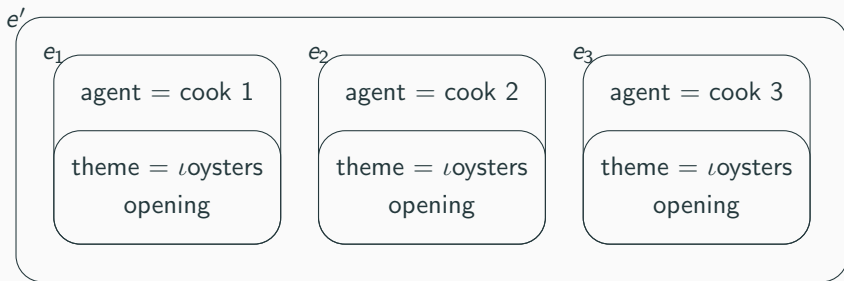 e′
e₁ e₂ e₃
agent = cook 1 agent = cook 2 agent = cook 3
theme = ιoysters theme = ιoysters theme = ιoysters
opening opening opening